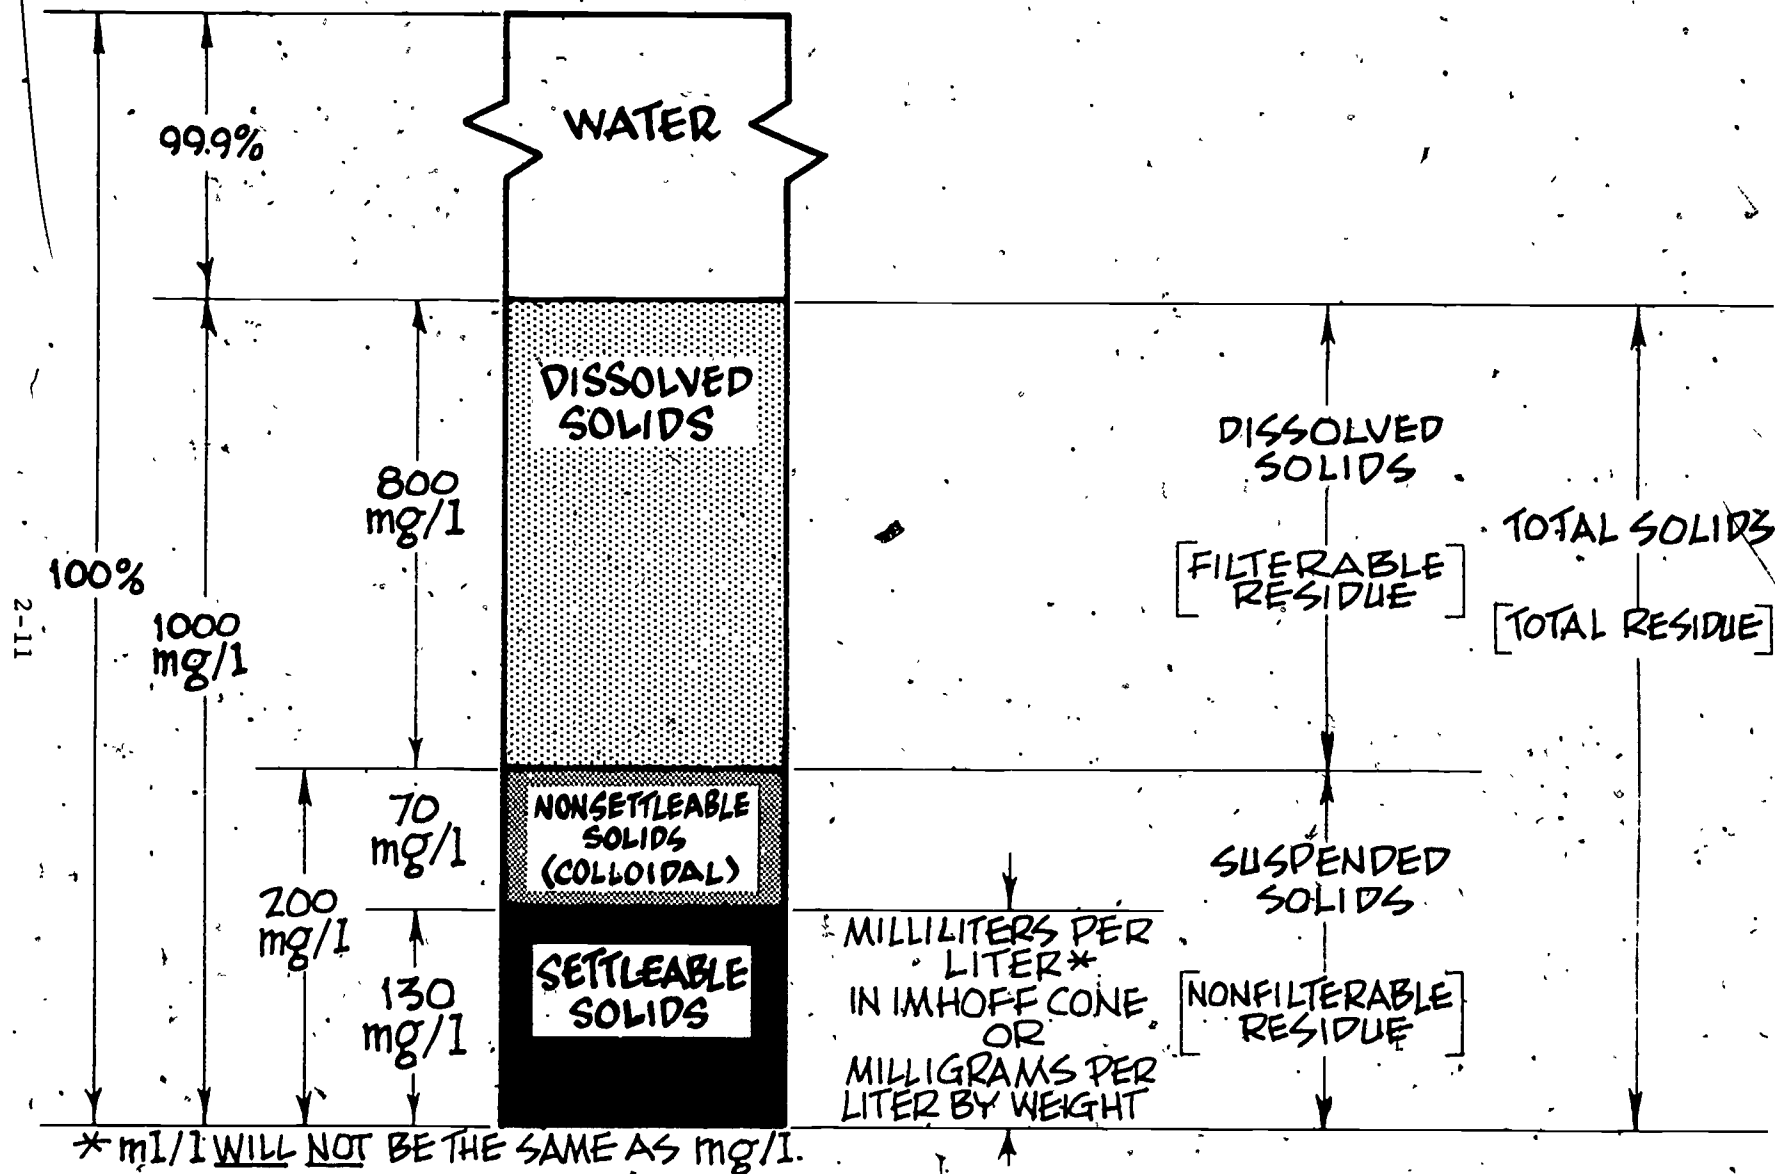 WATER
99.9%
DISSOLVED
SOLIDS
800
mg/l
100%
1000
mg/l
DISSOLVED
SOLIDS
[FILTERABLE
RESIDUE]
TOTAL SOLIDS
[TOTAL RESIDUE]
2-11
NONSETTLEABLE
SOLIDS
(COLLOIDAL)
70
mg/l
200
mg/l
SETTLEABLE
SOLIDS
130
mg/l
MILLILITERS PER
LITER*
IN IMHOFF CONE
OR
MILLIGRAMS PER
LITER BY WEIGHT
SUSPENDED
SOLIDS
[NONFILTERABLE
RESIDUE]
* ml/l WILL NOT BE THE SAME AS mg/l.